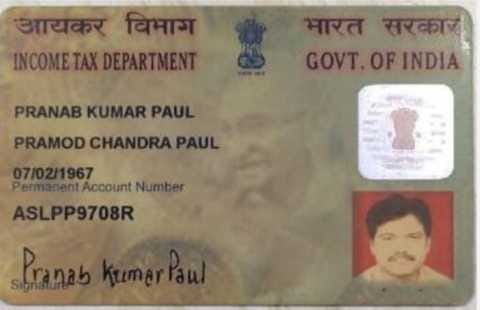 आयकर विभाग भारत सरकार
INCOME TAX DEPARTMENT GOVT. OF INDIA
PRANAB KUMAR PAUL
PRAMOD CHANDRA PAUL
07/02/1967
Permanent Account Number
ASLPP9708R
Pranab Kumar Paul
Signature